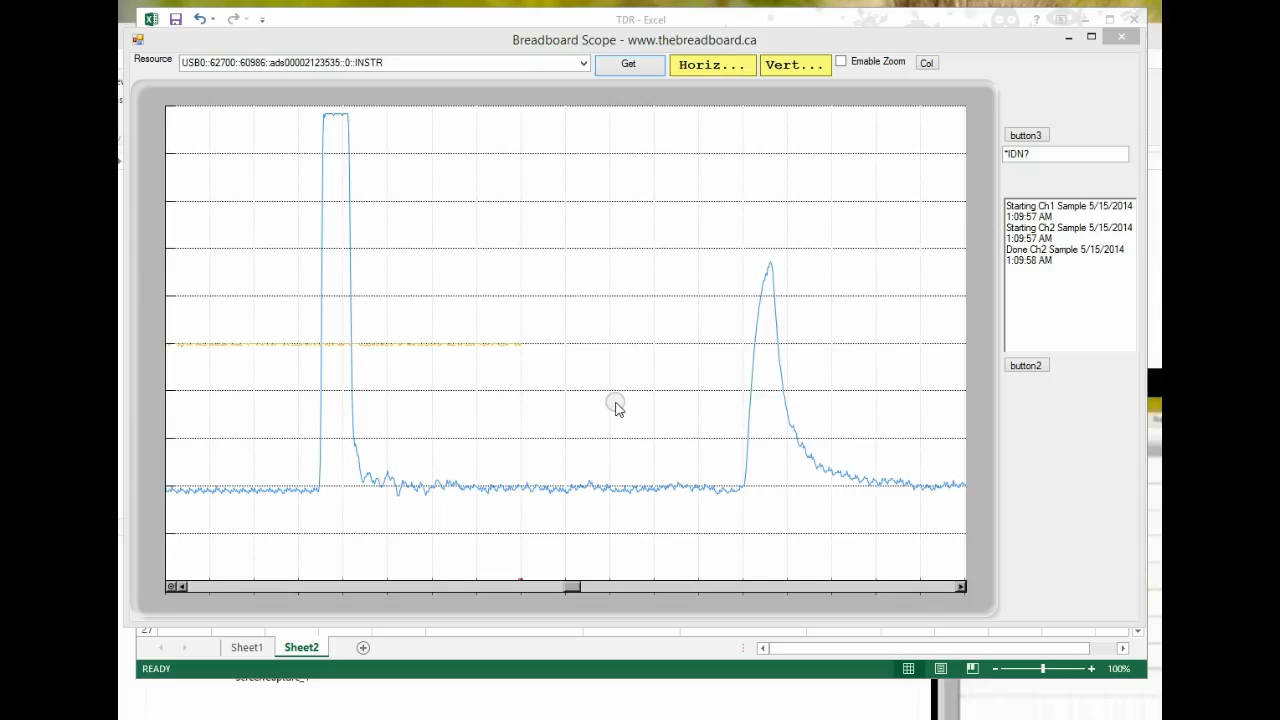 TDR - Excel
?
Breadboard Scope - www.thebreadboard.ca
Resource
USB0::62700::60986::ads00002123535::0::INSTR
Get
Horiz...
Vert...
Enable Zoom
Col
button3
*IDN?
Starting Ch1 Sample 5/15/2014
1:09:57 AM
Starting Ch2 Sample 5/15/2014
1:09:57 AM
Done Ch2 Sample 5/15/2014
1:09:58 AM
button2
27
Sheet1
Sheet2
READY
100%